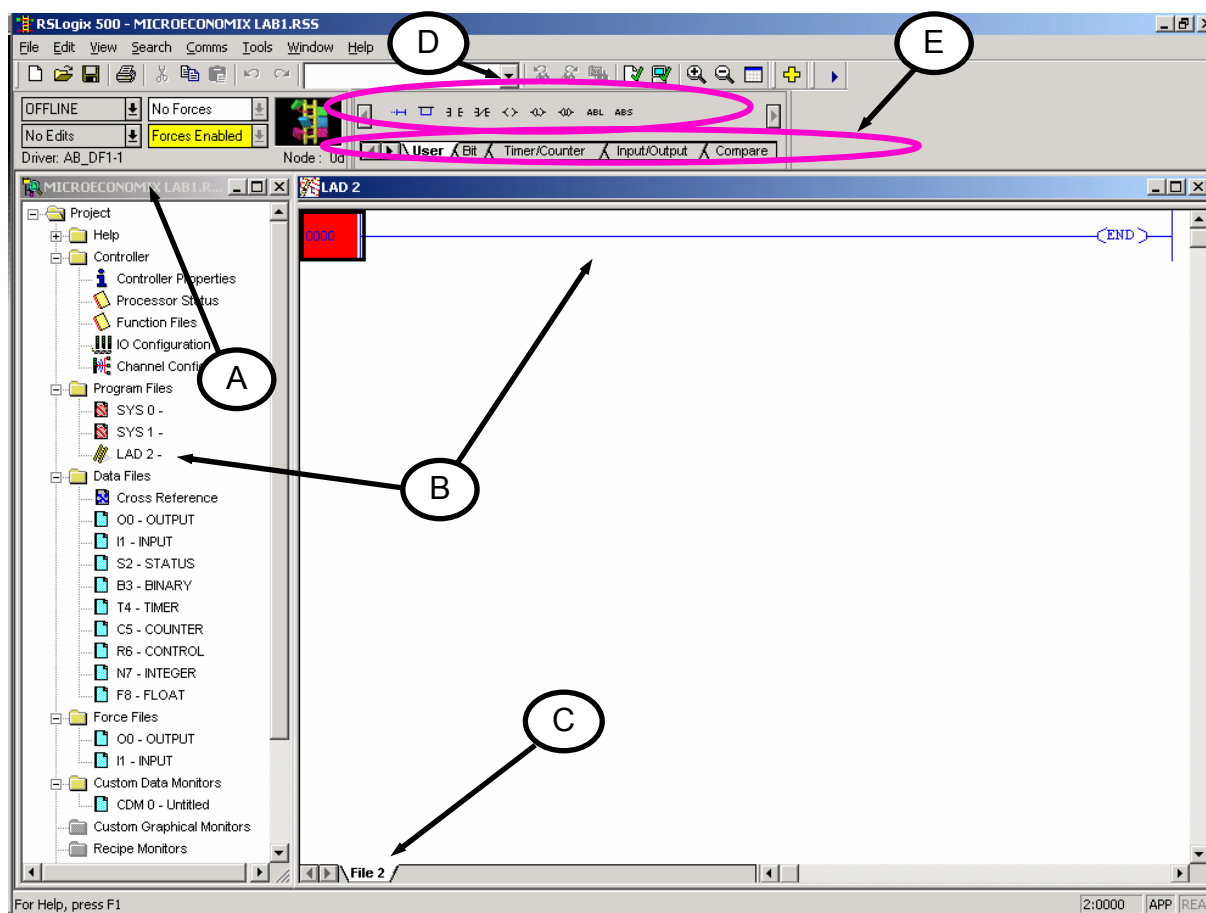 RSLogix 500 - MICROECONOMIX LAB1.RSS
File Edit View Search Comms Tools Window Help
D
E
OFFLINE
No Forces
ABL ABS
No Edits
Forces Enabled
Driver: AB_DF1-1
Node :
User Bit Timer/Counter Input/Output Compare
MICROECONOMIX LAB1.R...
LAD 2
Project
0000
(END)
Help
Controller
Controller Properties
Processor Status
Function Files
IO Configuration
Channel
A
Program Files
SYS 0 -
SYS 1 -
LAD 2 -
B
Data Files
Cross Reference
O0 - OUTPUT
I1 - INPUT
S2 - STATUS
B3 - BINARY
T4 - TIMER
C5 - COUNTER
R6 - CONTROL
N7 - INTEGER
F8 - FLOAT
Force Files
C
O0 - OUTPUT
I1 - INPUT
Custom Data Monitors
CDM 0 - Untitled
Custom Graphical Monitors
Recipe Monitors
File 2
For Help, press F1
2:0000 APP REA